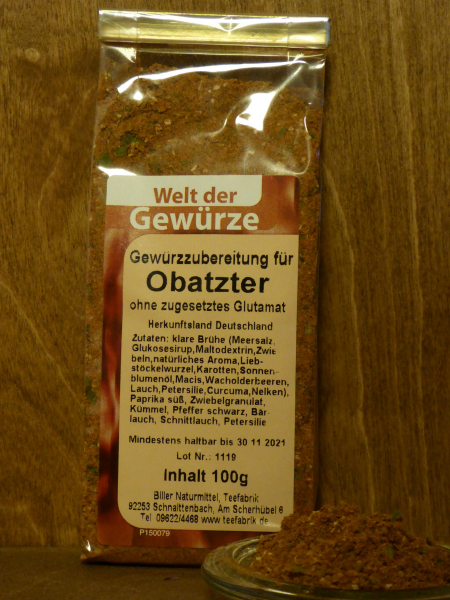 Welt der
Gewürze
Gewürzzubereitung für
Obatzter
ohne zugesetztes Glutamat
Herkunftsland Deutschland
Zutaten: klare Brühe (Meersalz,
Glukosesirup,Maltodextrin,Zwie
beln,natürliches Aroma,Lieb-
stöckelwurzel,Karotten,Sonnen-
blumenöl,Macis,Wacholderbeeren,
Lauch,Petersilie,Curcuma,Nelken),
Paprika süß, Zwiebelgranulat,
Kümmel, Pfeffer schwarz, Bär-
lauch, Schnittlauch, Petersilie
Mindestens haltbar bis 30 11 2021
Lot Nr.: 1119
Inhalt 100g
Biller Naturmittel, Teefabrik
92253 Schnaittenbach, Am Scherhübel 6
Tel 09622/4468 www.teefabrik.de
P150079